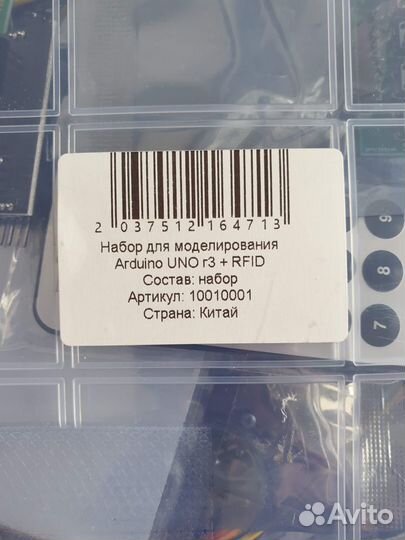 2 037512 164713
Набор для моделирования
Arduino UNO r3 + RFID
Состав: набор
Артикул: 10010001
Страна: Китай
9
8
7
Avito